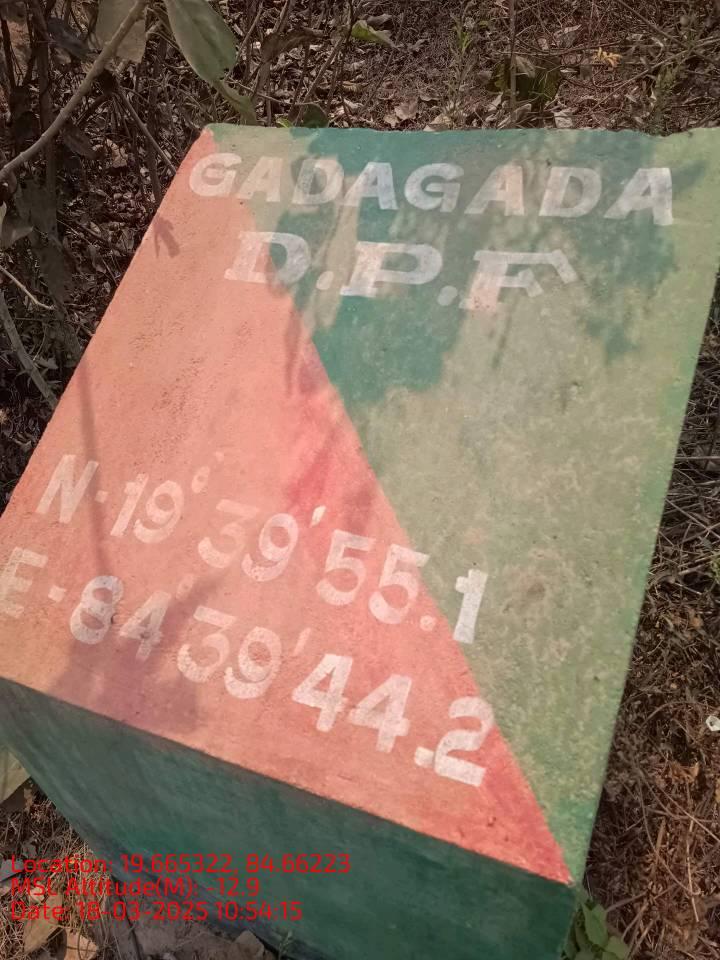 GADAGADA
D.P.F
N-19°39'55.1
E-84°39'44.2
Location: 19.665322, 84.66223
MSL Altitude(M): -12.9
Date: 18-03-2025 10:54:15